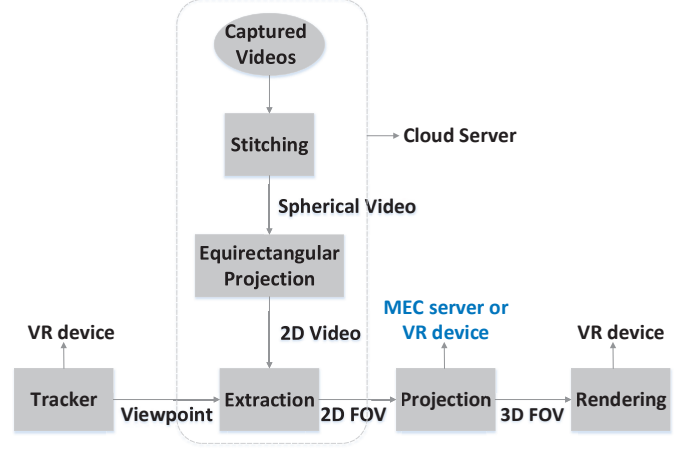 Captured
Videos
Stitching
Cloud Server
Spherical Video
Equirectangular
Projection
MEC server or
VR device
VR device
2D Video
VR device
Tracker
Viewpoint
Extraction
2D FOV
Projection
3D FOV
Rendering